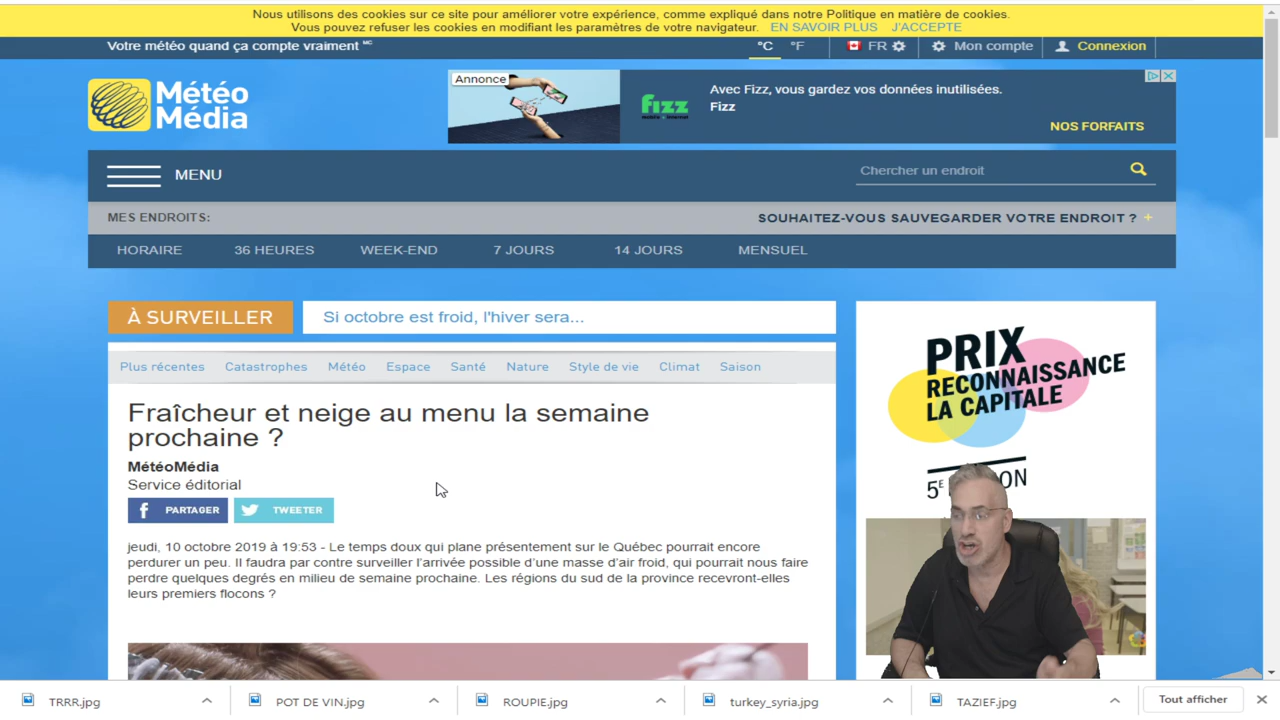 Nous utilisons des cookies sur ce site pour améliorer votre expérience, comme expliqué dans notre Politique en matière de cookies.
Vous pouvez refuser les cookies en modifiant les paramètres de votre navigateur. EN SAVOIR PLUS J'ACCEPTE
Votre météo quand ça compte vraiment MC
°C °F FR Mon compte Connexion
Météo
Média
Annonce
fizz
Avec Fizz, vous gardez vos données inutilisées.
Fizz
NOS FORFAITS
MENU
Chercher un endroit
MES ENDROITS:
SOUHAITEZ-VOUS SAUVEGARDER VOTRE ENDROIT ? +
HORAIRE 36 HEURES WEEK-END 7 JOURS 14 JOURS MENSUEL
À SURVEILLER
Si octobre est froid, l'hiver sera...
Plus récentes Catastrophes Météo Espace Santé Nature Style de vie Climat Saison
Fraîcheur et neige au menu la semaine
prochaine ?
MétéoMédia
Service éditorial
PARTAGER TWEETER
jeudi, 10 octobre 2019 à 19:53 - Le temps doux qui plane présentement sur le Québec pourrait encore
perdurer un peu. Il faudra par contre surveiller l'arrivée possible d'une masse d'air froid, qui pourrait nous faire
perdre quelques degrés en milieu de semaine prochaine. Les régions du sud de la province recevront-elles
leurs premiers flocons ?
PRIX
RECONNAISSANCE
LA CAPITALE
5E
TRRR.jpg POT DE VIN.jpg ROUPIE.jpg turkey_syria.jpg TAZIEF.jpg Tout afficher